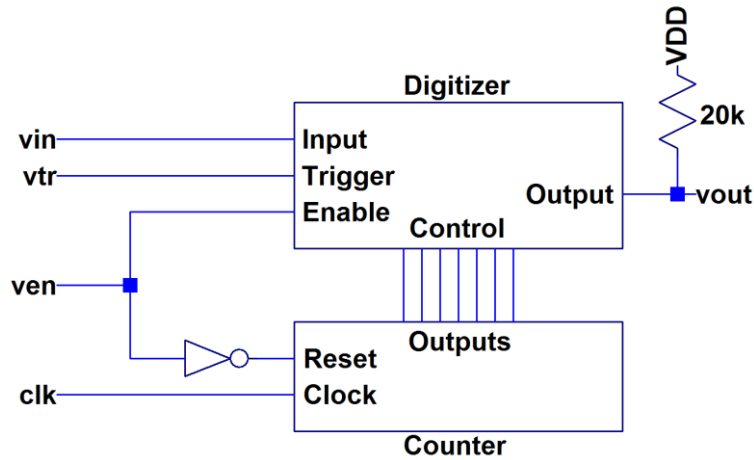 VDD
Digitizer
20k
vin
Input
vtr
Trigger
Enable
Output
vout
Control
ven
Outputs
Reset
clk
Clock
Counter